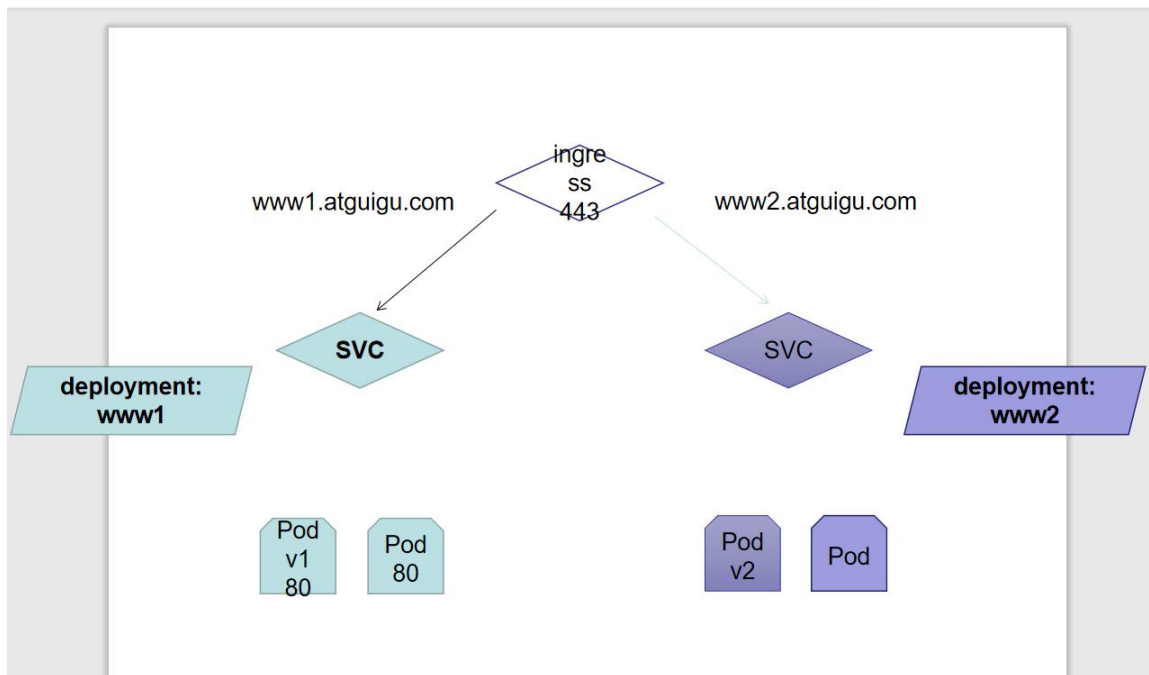 ingre
ss
443
www1.atguigu.com
www2.atguigu.com
SVC
SVC
deployment:
www1
deployment:
www2
Pod
v1
80
Pod
80
Pod
v2
Pod